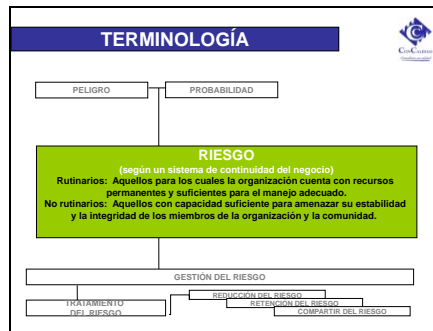 TERMINOLOGÍA
PELIGRO
PROBABILIDAD
RIESGO
(según un sistema de continuidad del negocio)
Rutinarios: Aquellos para los cuales la organización cuenta con recursos
permanentes y suficientes para el manejo adecuado.
No rutinarios: Aquellos con capacidad suficiente para amenazar su estabilidad
y la integridad de los miembros de la organización y la comunidad.
GESTIÓN DEL RIESGO
TRATAMIENTO
DEL RIESGO
REDUCCIÓN DEL RIESGO
RETENCIÓN DEL RIESGO
COMPARTIR DEL RIESGO